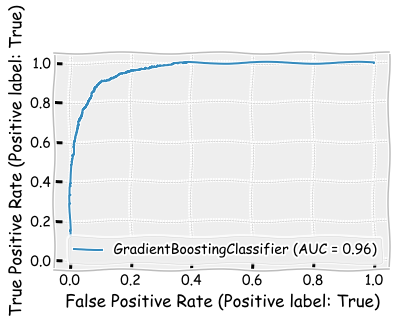 True Positive Rate (Positive label: True)
1.0
0.8
0.6
0.4
0.2
0.0
GradientBoostingClassifier (AUC = 0.96)
0.0 0.2 0.4 0.6 0.8 1.0
False Positive Rate (Positive label: True)